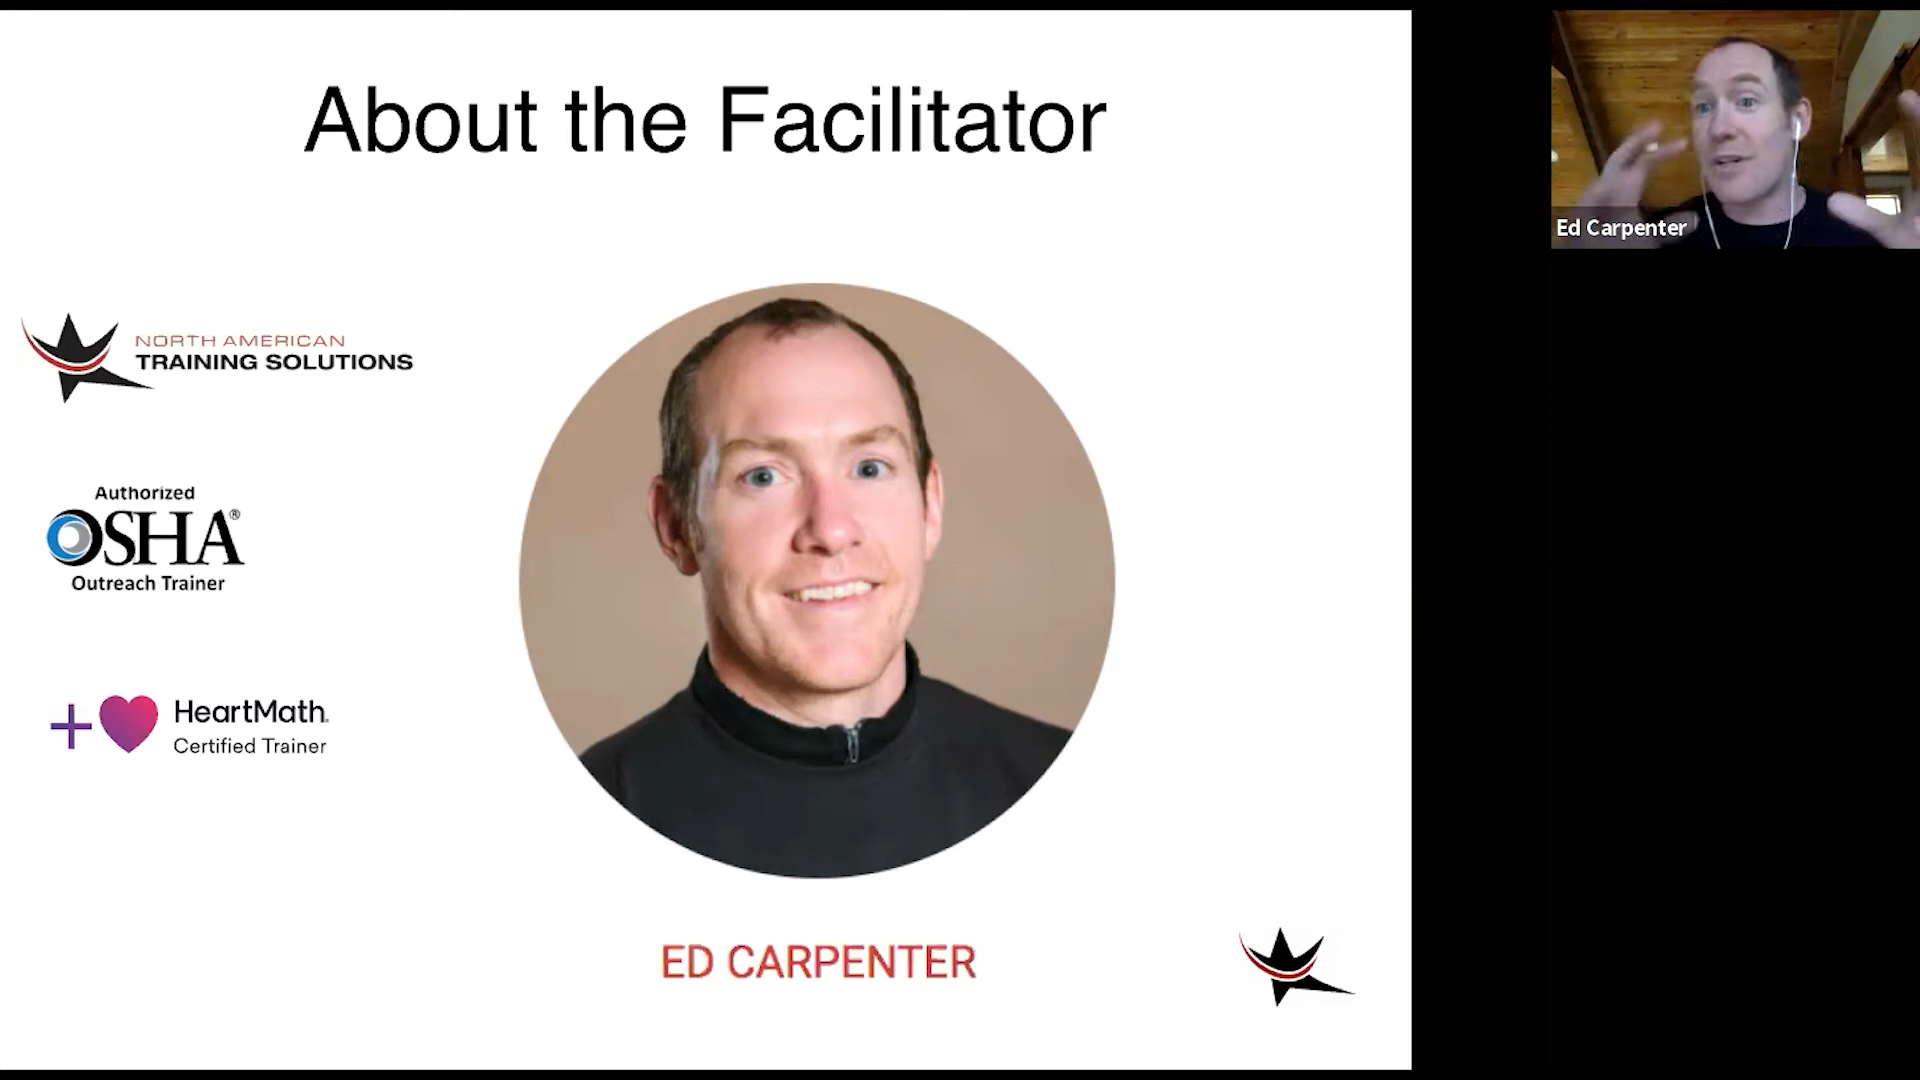 About the Facilitator
NORTH AMERICAN
TRAINING SOLUTIONS
Authorized
OSHA®
Outreach Trainer
HeartMath.
Certified Trainer
ED CARPENTER
Ed Carpenter